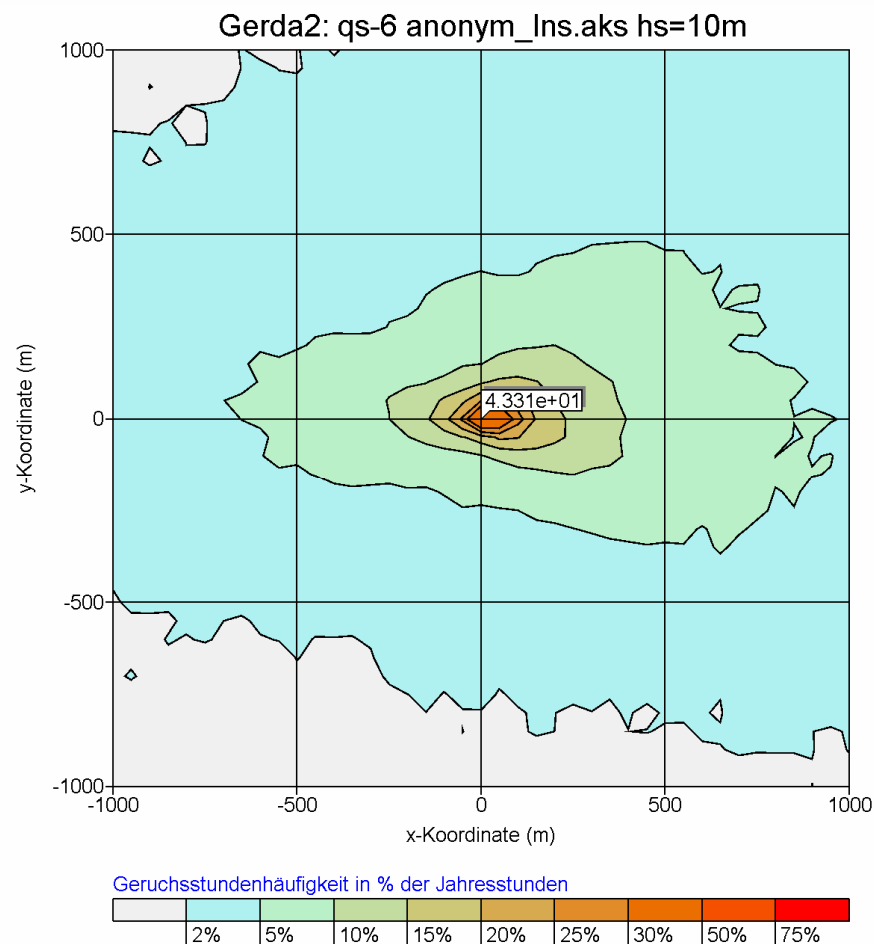 Gerda2: qs-6 anonym_lns.aks hs=10m
1000
500
0
-500
-1000
y-Koordinate (m)
4.331e+01
-1000 -500 0 500 1000
x-Koordinate (m)
Geruchsstundenhäufigkeit in % der Jahresstunden
2% 5% 10% 15% 20% 25% 30% 50% 75%